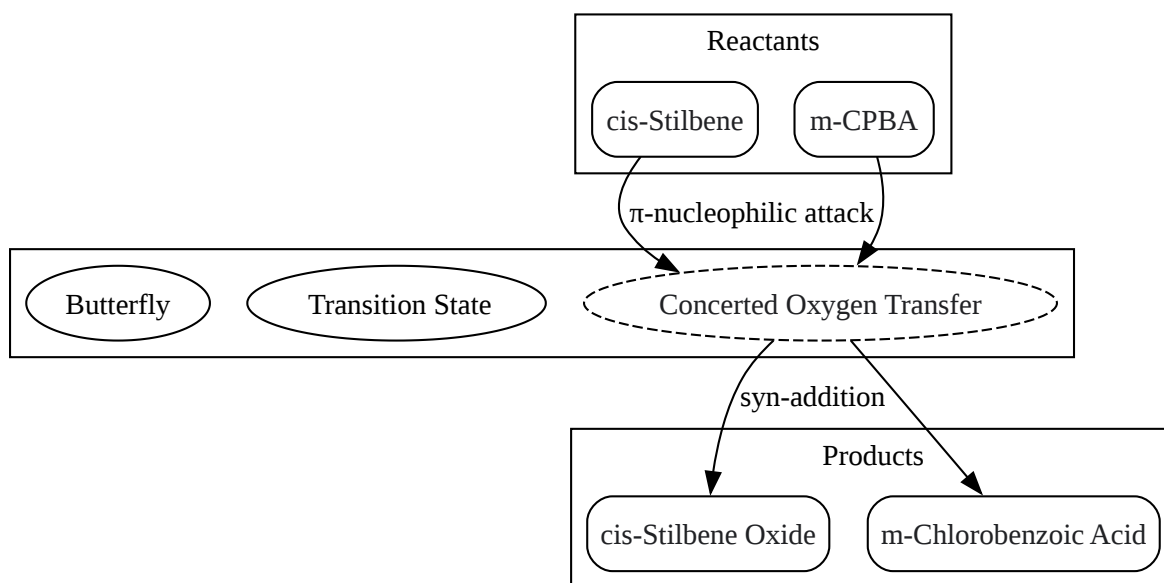 Reactants
cis-Stilbene
m-CPBA
π-nucleophilic attack
Butterfly
Transition State
Concerted Oxygen Transfer
syn-addition
Products
cis-Stilbene Oxide
m-Chlorobenzoic Acid